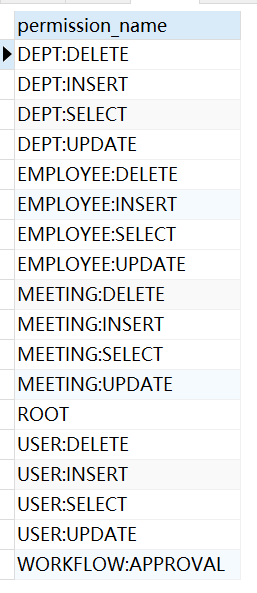 permission_name
DEPT:DELETE
DEPT:INSERT
DEPT:SELECT
DEPT:UPDATE
EMPLOYEE:DELETE
EMPLOYEE:INSERT
EMPLOYEE:SELECT
EMPLOYEE:UPDATE
MEETING:DELETE
MEETING:INSERT
MEETING:SELECT
MEETING:UPDATE
ROOT
USER:DELETE
USER:INSERT
USER:SELECT
USER:UPDATE
WORKFLOW:APPROVAL